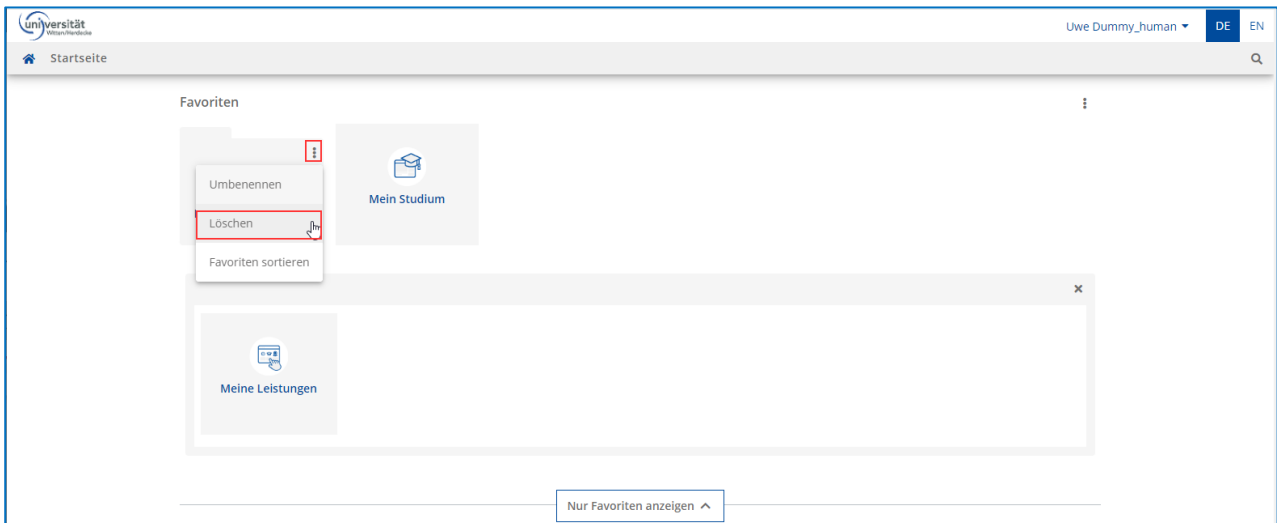 universität
Witten/Herdecke
Uwe Dummy_human
DE
EN
Startseite
Favoriten
Umbenennen
Löschen
Favoriten sortieren
Mein Studium
Meine Leistungen
Nur Favoriten anzeigen